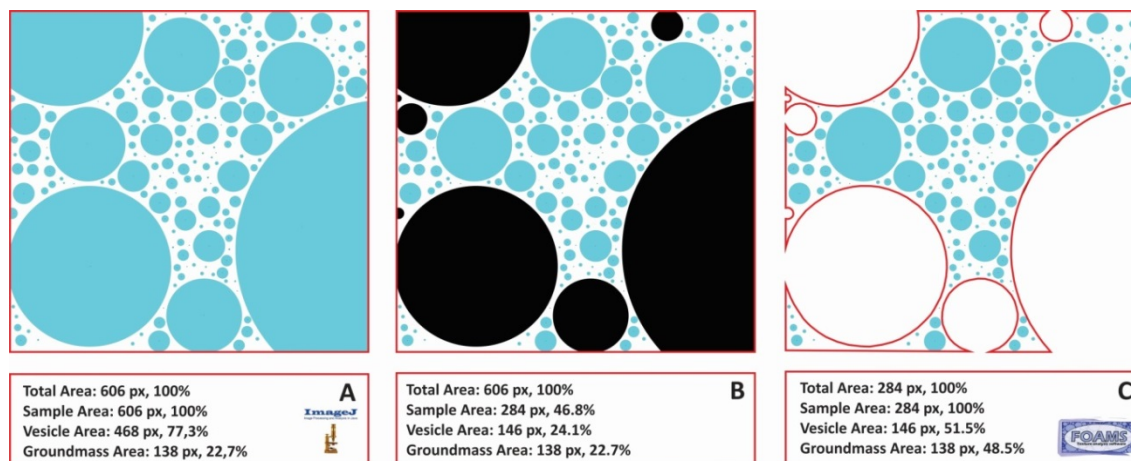 Total Area: 606 px, 100%
A
Sample Area: 606 px, 100%
Vesicle Area: 468 px, 77,3%
Groundmass Area: 138 px, 22,7%
ImageJ
Total Area: 606 px, 100%
B
Sample Area: 284 px, 46.8%
Vesicle Area: 146 px, 24.1%
Groundmass Area: 138 px, 22.7%
Total Area: 284 px, 100%
C
Sample Area: 284 px, 100%
Vesicle Area: 146 px, 51.5%
Groundmass Area: 138 px, 48.5%
FOAMS